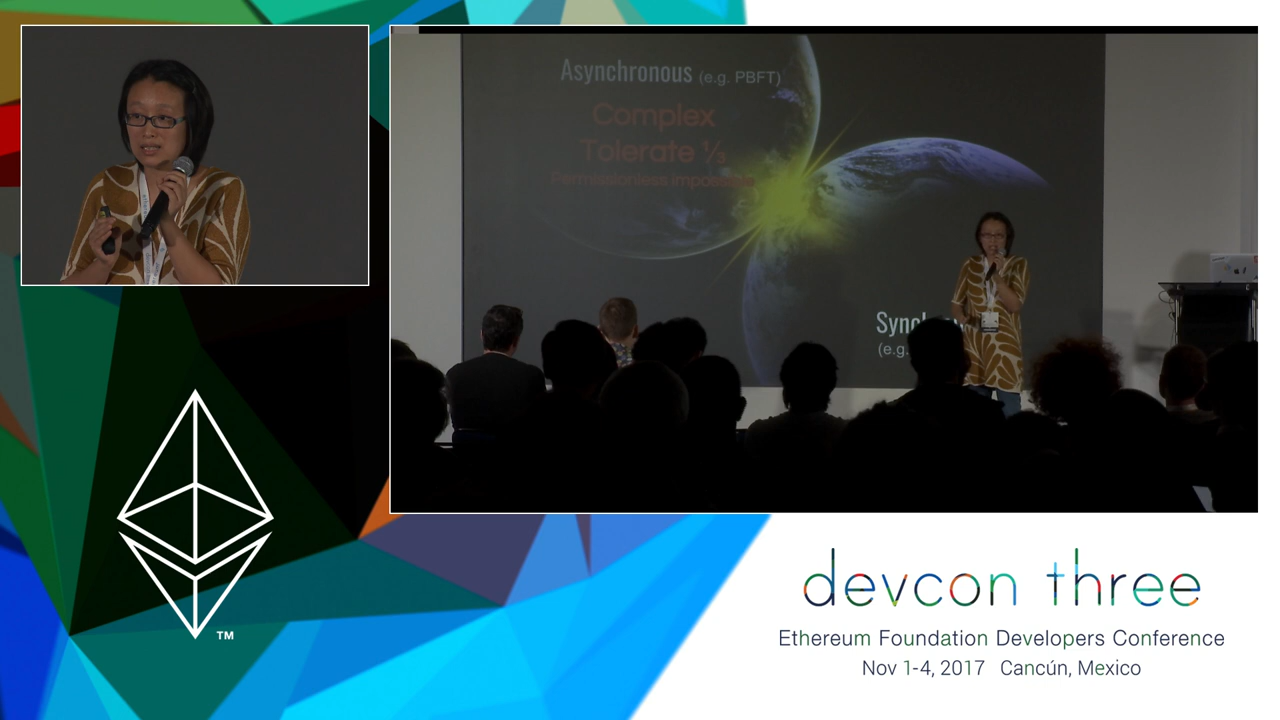 Asynchronous (e.g. PBFT)
Complex
Tolerate ⅓
Permissionless
(e.g.
TM
devcon three
Ethereum Foundation Developers Conference
Nov 1-4, 2017 Cancún, Mexico